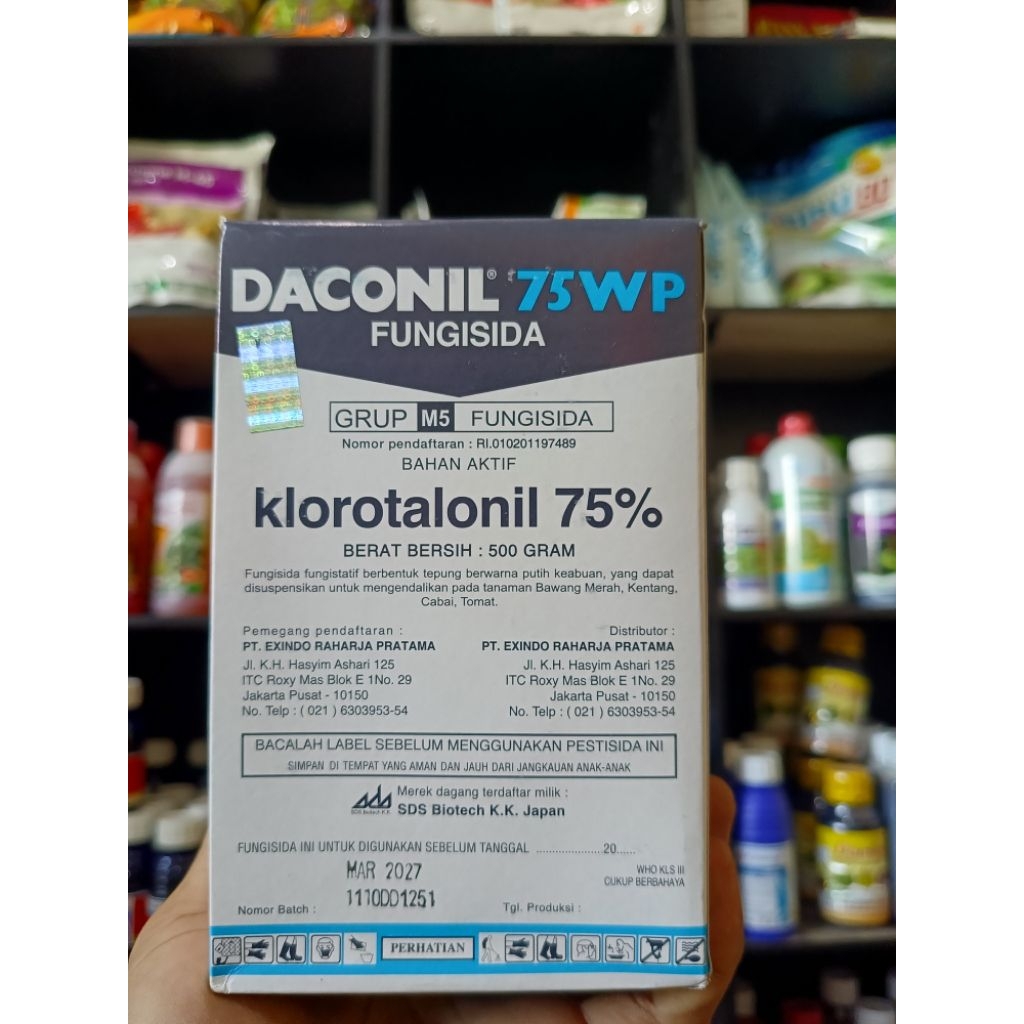 DACONIL® 75WP
FUNGISIDA
GRUP M5 FUNGISIDA
Nomor pendaftaran : RI.010201197489
BAHAN AKTIF
klorotalonil 75%
BERAT BERSIH : 500 GRAM
Fungisida fungistatif berbentuk tepung berwarna putih keabuan, yang dapat
disuspensikan untuk mengendalikan pada tanaman Bawang Merah, Kentang,
Cabai, Tomat.
Pemegang pendaftaran :
PT. EXINDO RAHARJA PRATAMA
Jl. K.H. Hasyim Ashari 125
ITC Roxy Mas Blok E 1No. 29
Jakarta Pusat - 10150
No. Telp : ( 021 ) 6303953-54
Distributor :
PT. EXINDO RAHARJA PRATAMA
Jl. K.H. Hasyim Ashari 125
ITC Roxy Mas Blok E 1No. 29
Jakarta Pusat - 10150
No. Telp : ( 021 ) 6303953-54
BACALAH LABEL SEBELUM MENGGUNAKAN PESTISIDA INI
SIMPAN DI TEMPAT YANG AMAN DAN JAUH DARI JANGKAUAN ANAK-ANAK
Merek dagang terdaftar milik :
SDS Biotech K.K.
SDS Biotech K.K. Japan
FUNGISIDA INI UNTUK DIGUNAKAN SEBELUM TANGGAL ....................20......
MAR 2027
WHO KLS III
CUKUP BERBAHAYA
1110DD1251
Nomor Batch :
Tgl. Produksi :
PERHATIAN